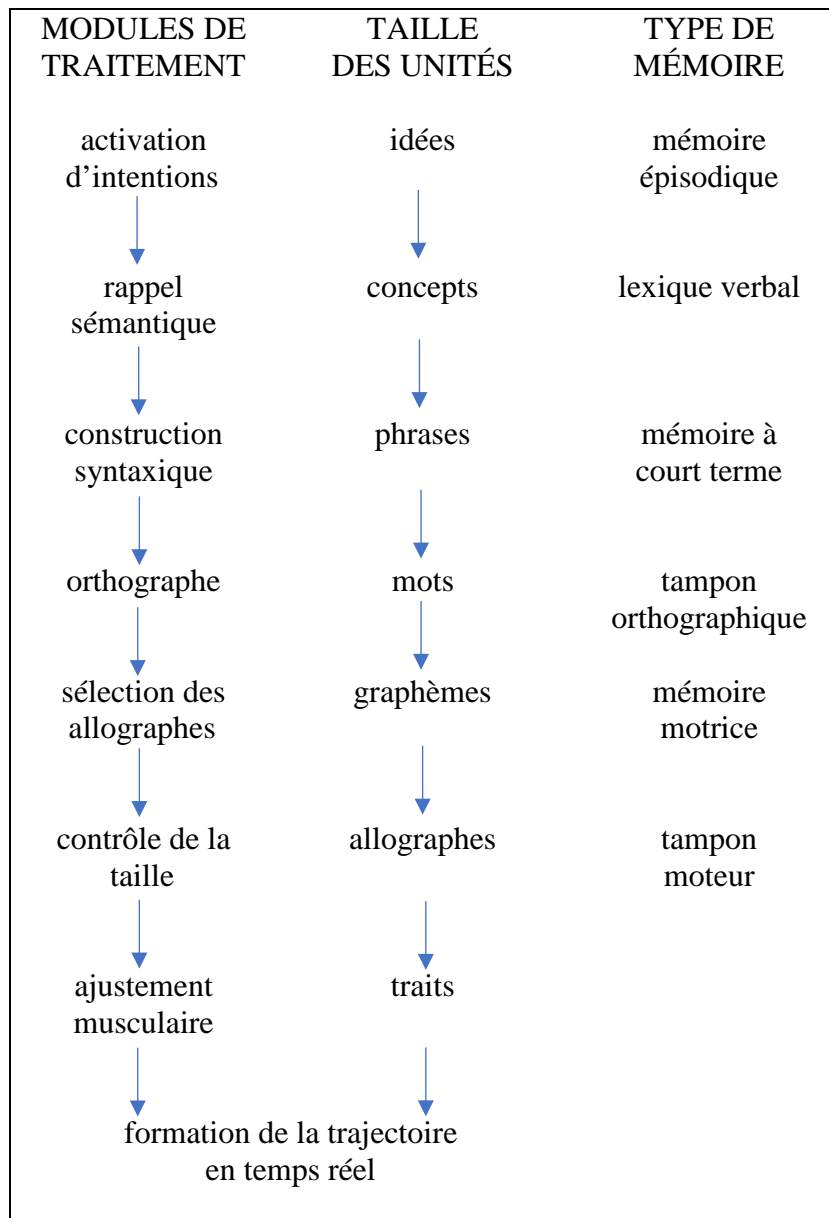 MODULES DE TAILLE TYPE DE
TRAITEMENT DES UNITÉS MÉMOIRE
activation idées mémoire
d'intentions épisodique
rappel concepts lexique verbal
sémantique
construction phrases mémoire à
syntaxique court terme
orthographe mots tampon
orthographique
sélection des graphèmes mémoire
allographes motrice
contrôle de la allographes tampon
taille moteur
ajustement traits
musculaire
formation de la trajectoire
en temps réel